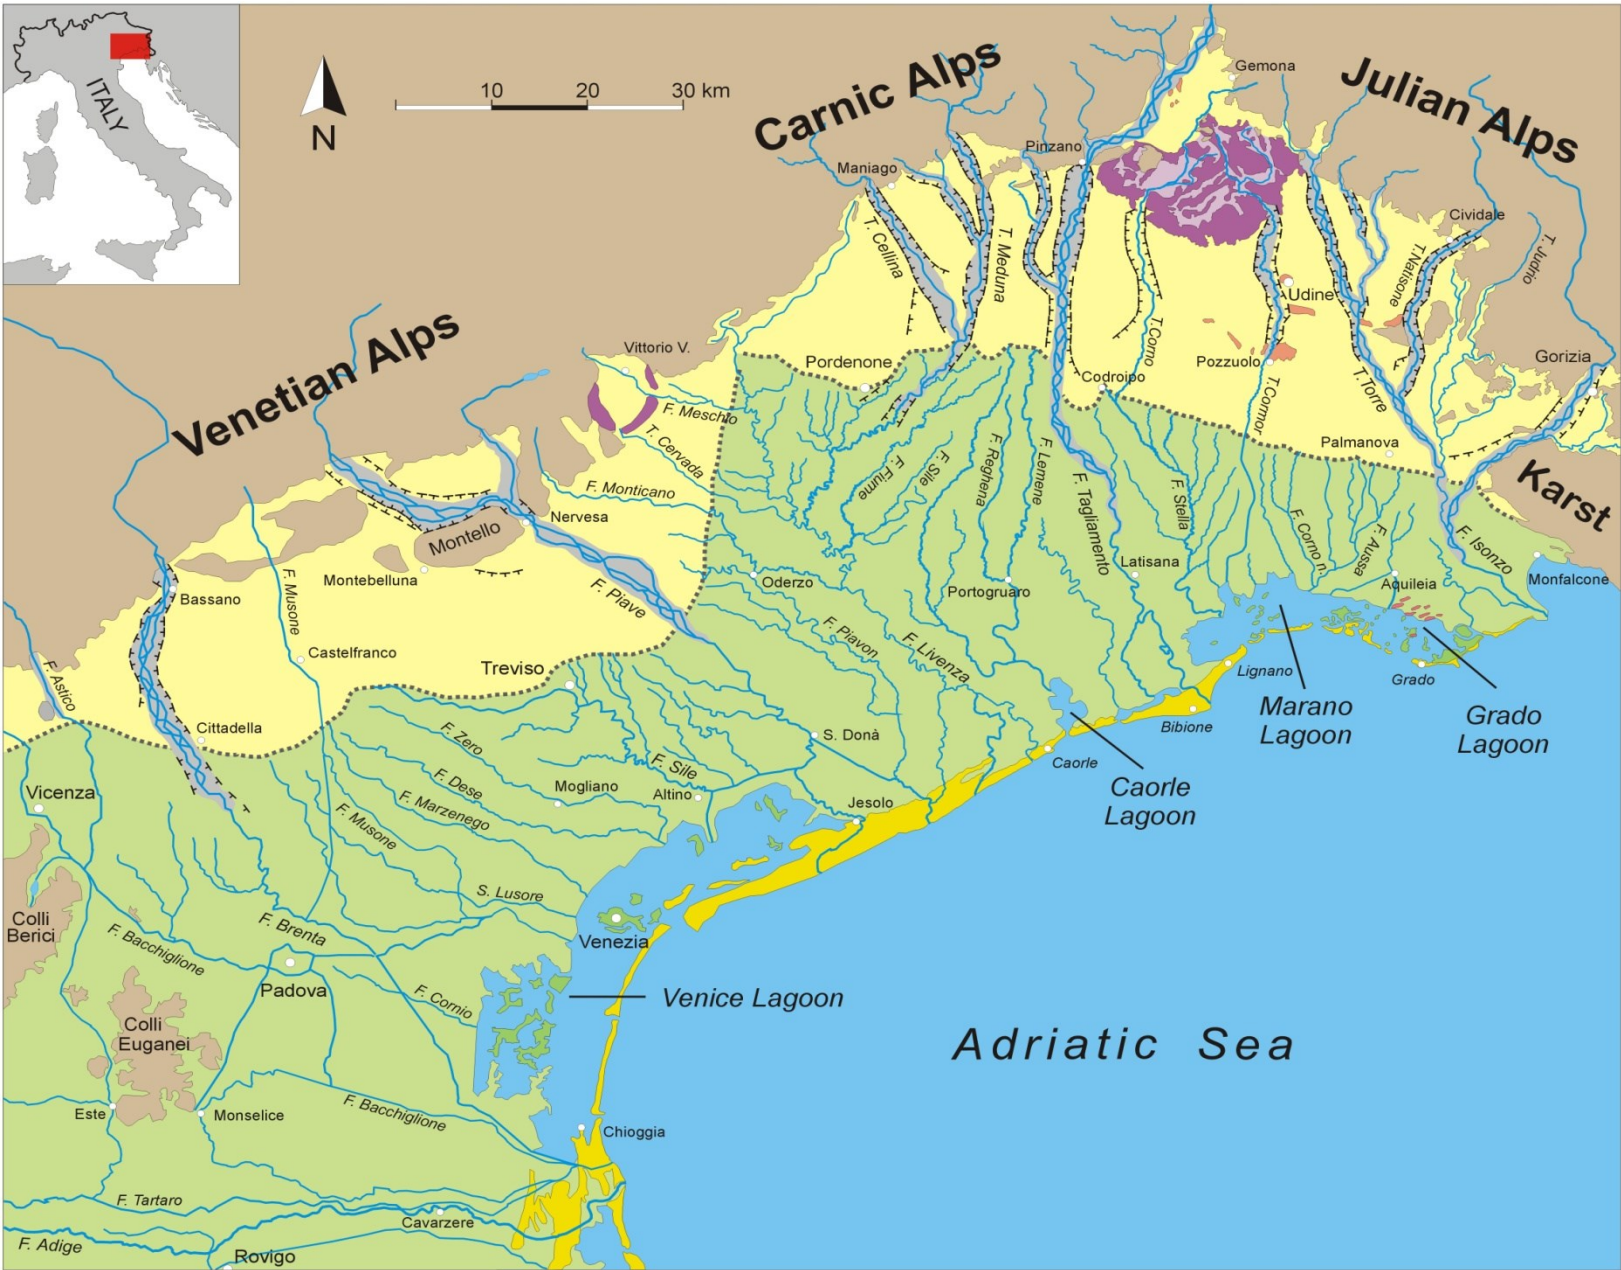 ITALY
N
10
20
30 km
Carnic Alps
Julian Alps
Venetian Alps
Karst
Gemona
Pinzano
Maniago
Cividale
T. Cellina
T. Meduna
T. Natisone
T. Judrio
Udine
T. Corno
Vittorio V.
Pordenone
Codroipo
Pozzuolo
Gorizia
T. Torre
F. Meschio
T. Cervada
T. Cormor
Palmanova
F. Monticano
F. Fiume
F. Sile
F. Reghena
F. Lemene
F. Tagliamento
F. Stella
F. Corno n.
F. Aussa
F. Isonzo
Nervesa
Montello
Montebelluna
F. Musone
Bassano
F. Piave
Oderzo
Portogruaro
Latisana
Aquileia
Monfalcone
Castelfranco
Treviso
F. Piavon
F. Livenza
F. Astico
Lignano
Grado
Marano
Lagoon
Grado
Lagoon
Cittadella
F. Zero
F. Sile
S. Donà
Bibione
Caorle
Caorle
Lagoon
Vicenza
F. Dese
Mogliano
Altino
Jesolo
F. Marzenego
F. Musone
S. Lusore
Colli
Berici
F. Brenta
F. Bacchiglione
Venezia
Padova
F. Cornio
Venice Lagoon
Colli
Euganei
Adriatic Sea
Este
Monselice
F. Bacchiglione
Chioggia
F. Tartaro
Cavarzere
F. Adige
Rovigo